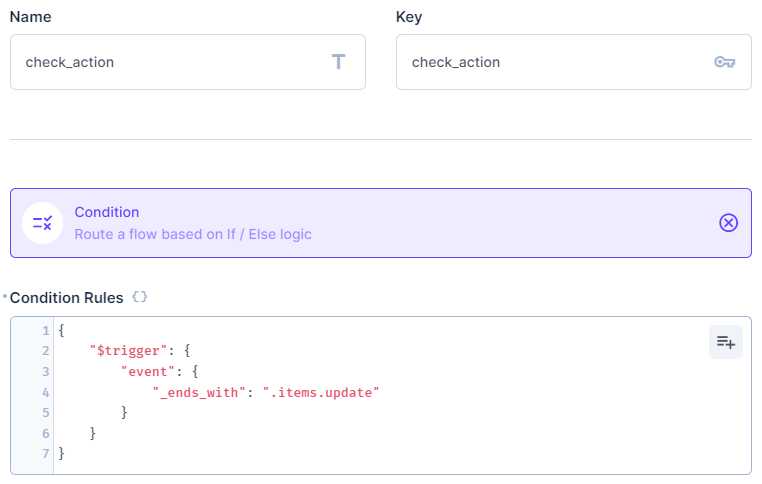 Name
Key
check_action
check_action
Condition
Route a flow based on If / Else logic
* Condition Rules {}
1 {
2     "$trigger": {
3         "event": {
4             "_ends_with": ".items.update"
5         }
6     }
7 }